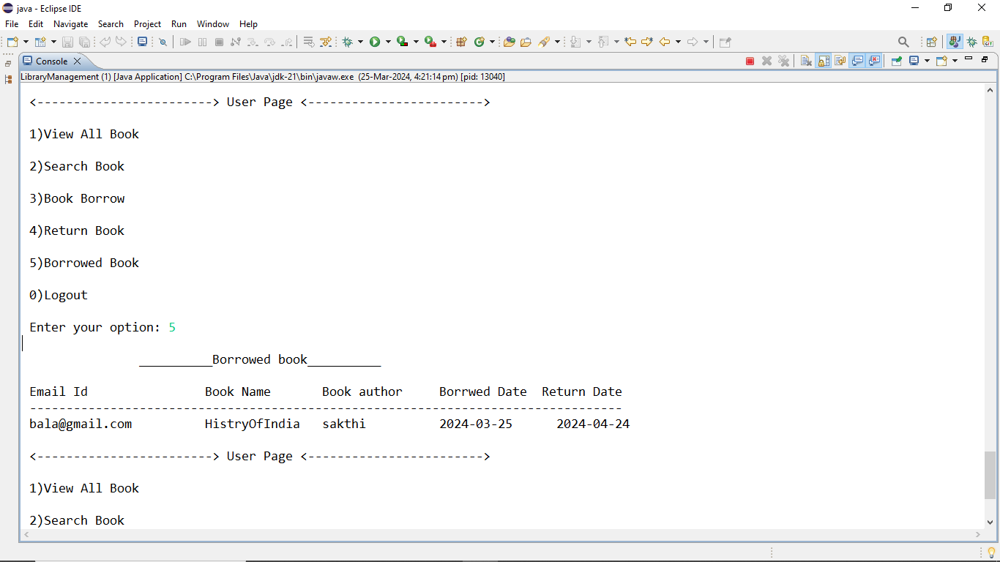 java - Eclipse IDE
File Edit Navigate Search Project Run Window Help
Console
LibraryManagement (1) [Java Application] C:\Program Files\Java\jdk-21\bin\javaw.exe (25-Mar-2024, 4:21:14 pm) [pid: 13040]
<------------------------> User Page <------------------------>
1)View All Book
2)Search Book
3)Book Borrow
4)Return Book
5)Borrowed Book
0)Logout
Enter your option: 5
__________Borrowed book__________
Email Id Book Name Book author Borrwed Date Return Date
---------------------------------------------------------------------------------
bala@gmail.com HistryOfIndia sakthi 2024-03-25 2024-04-24
<------------------------> User Page <------------------------>
1)View All Book
2)Search Book